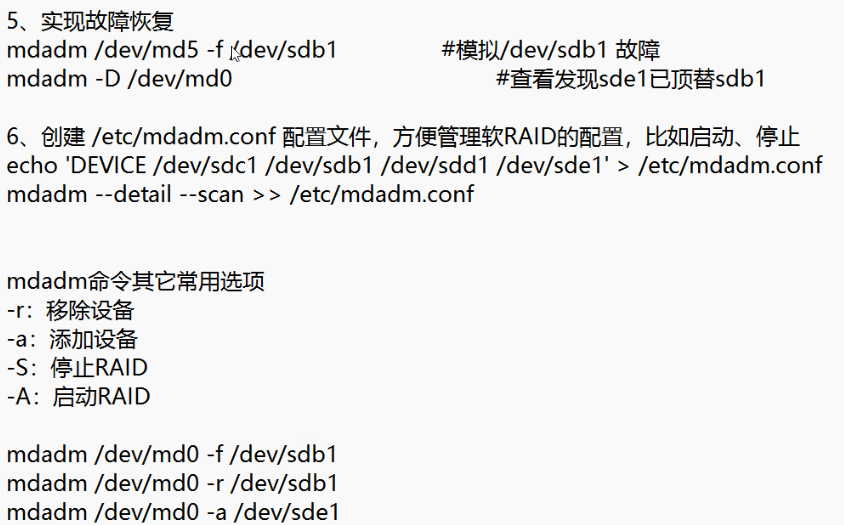 5、实现故障恢复
mdadm /dev/md5 -f /dev/sdb1 #模拟/dev/sdb1 故障
mdadm -D /dev/md0 #查看发现sde1已顶替sdb1
6、创建 /etc/mdadm.conf 配置文件，方便管理软RAID的配置，比如启动、停止
echo 'DEVICE /dev/sdc1 /dev/sdb1 /dev/sdd1 /dev/sde1' > /etc/mdadm.conf
mdadm --detail --scan >> /etc/mdadm.conf
mdadm命令其它常用选项
-r：移除设备
-a：添加设备
-S：停止RAID
-A：启动RAID
mdadm /dev/md0 -f /dev/sdb1
mdadm /dev/md0 -r /dev/sdb1
mdadm /dev/md0 -a /dev/sde1